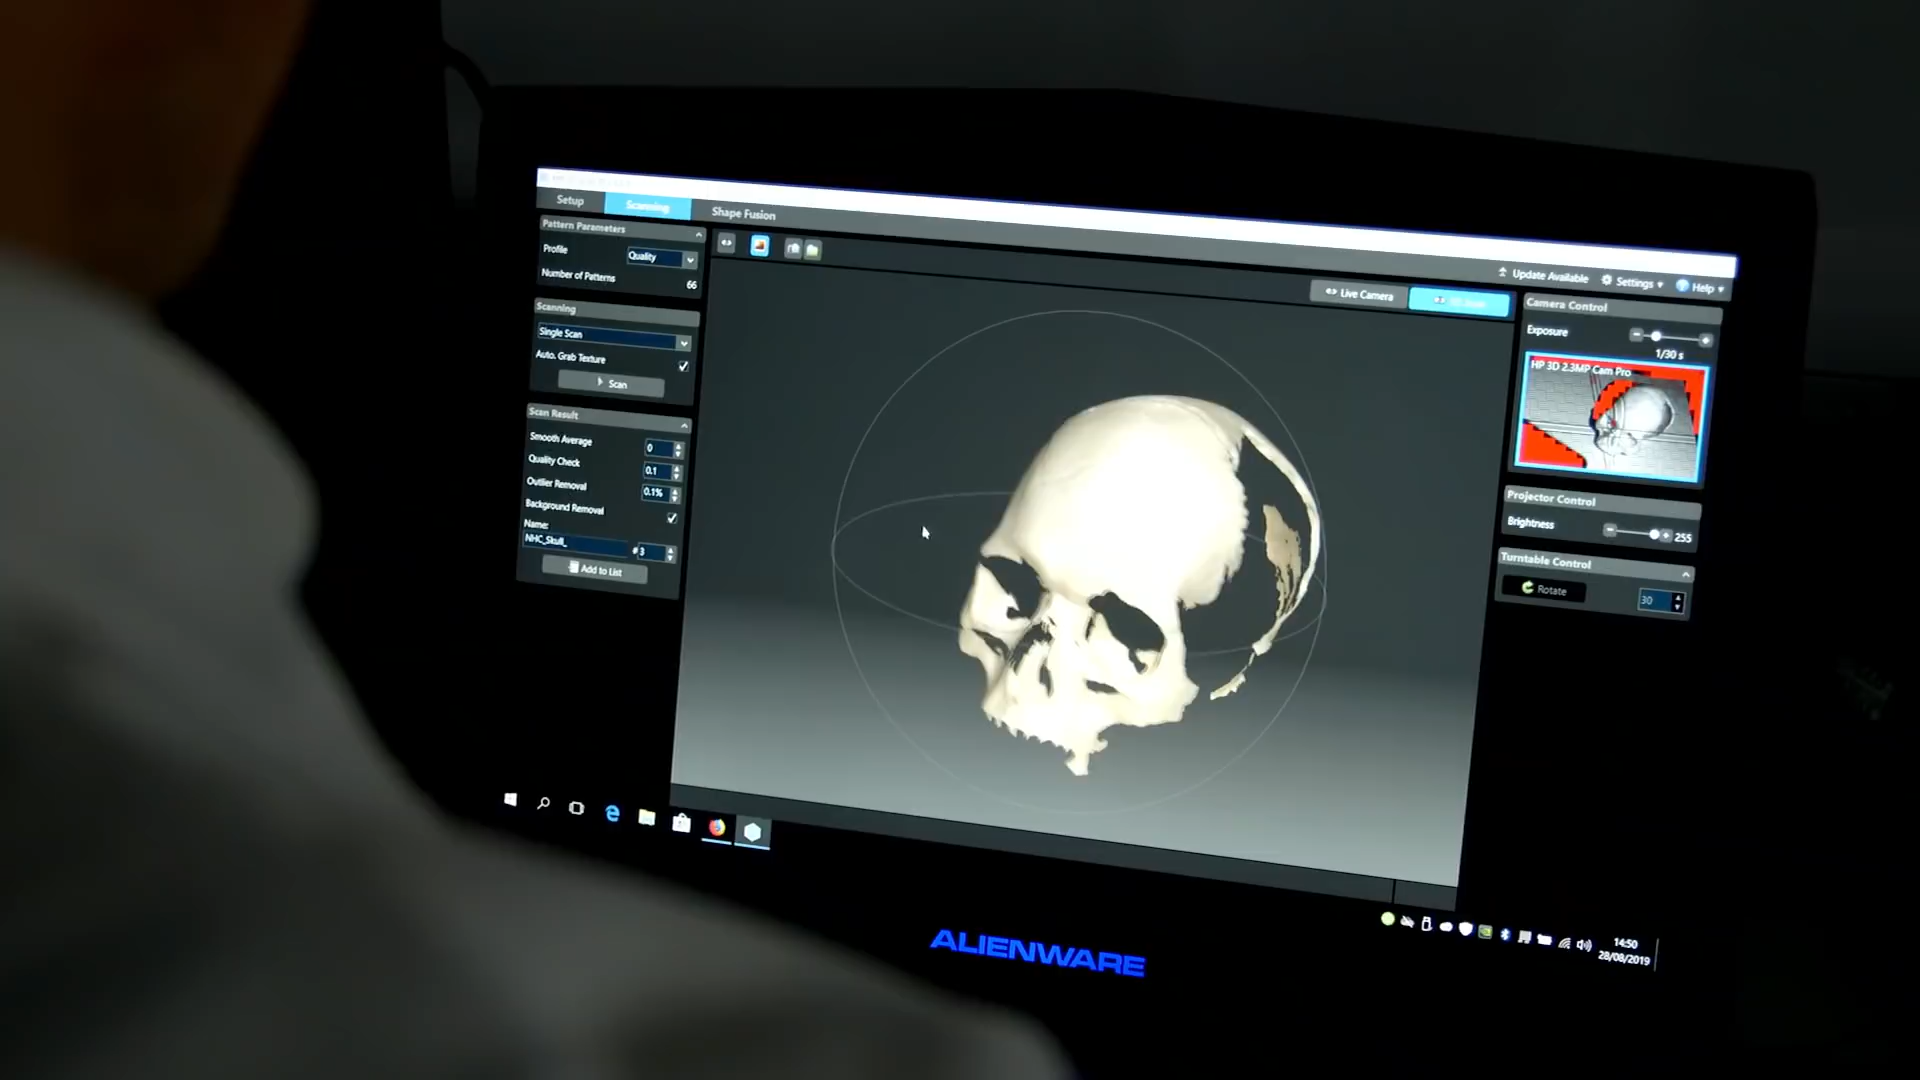 Setup
Scanning
Shape Fusion
Update Available
Settings
Help
Pattern Parameters
Profile
Quality
Number of Patterns
66
Scanning
Single Scan
Auto. Grab Texture
Scan
Scan Result
Smooth Average
0
Quality Check
0.1
Outlier Removal
0.1%
Background Removal
Name:
NHC_Skull_
#3
Add to List
Live Camera
Camera Control
Exposure
1/30 s
HP 3D 2.3MP Cam Pro
Projector Control
Brightness
255
Turntable Control
Rotate
30
14:50
28/08/2019
ALIENWARE